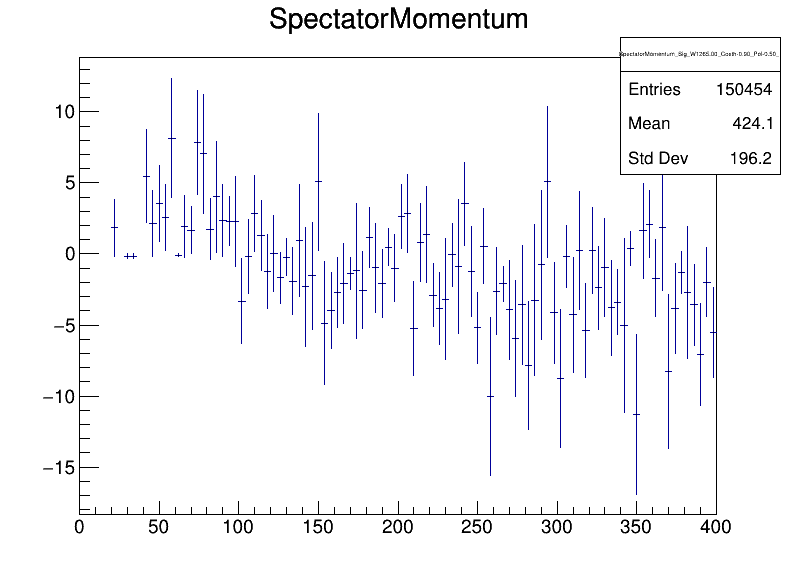 SpectatorMomentum
SpectatorMomentum_Sig_W1265.00_Costh-0.90_Pol-0.50_
Entries 150454
Mean 424.1
Std Dev 196.2
10
5
0
−5
−10
−15
0 50 100 150 200 250 300 350 400